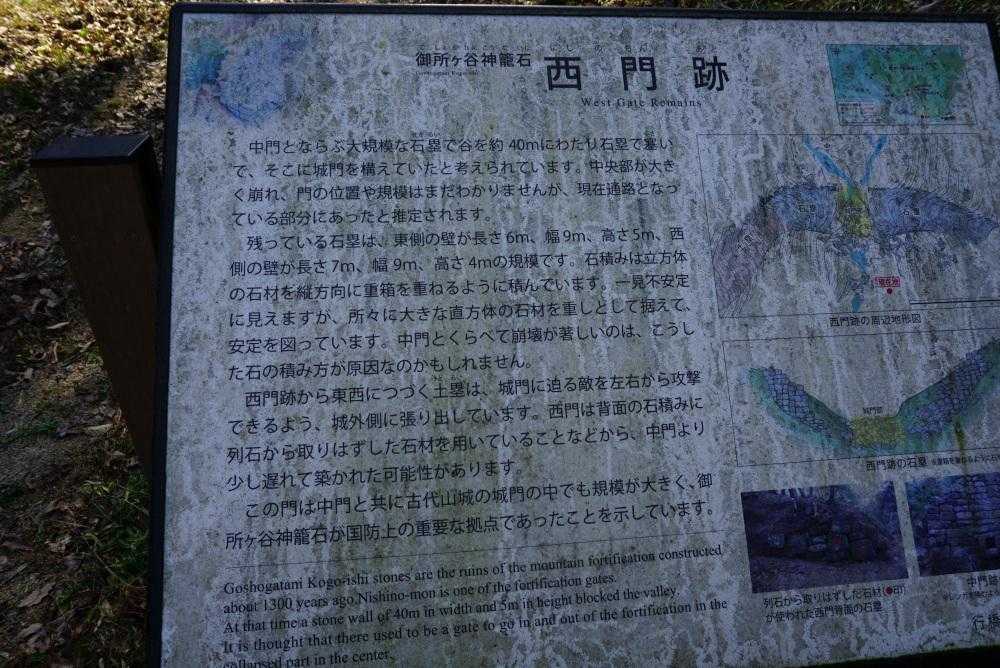 御所ヶ谷神籠石
西門跡
West Gate Remains
中門とならぶ大規模な石塁で谷を約40mにわたり石塁で塞い
で、そこに城門を構えていたと考えられています。中央部が大き
く崩れ、門の位置や規模はまだわかりませんが、現在通路となっ
ている部分にあったと推定されます。
残っている石塁は、東側の壁が長さ6m、幅9m、高さ5m、西
側の壁が長さ7m、幅9m、高さ4mの規模です。石積みは立方体
の石材を縦方向に重箱を重ねるように積んでいます。一見不安定
に見えますが、所々に大きな直方体の石材を重しとして据えて、
安定を図っています。中門とくらべて崩壊が著しいのは、こうし
た石の積み方が原因なのかもしれません。
西門跡から東西につづく土塁は、城門に迫る敵を左右から攻撃
できるよう、城外側に張り出しています。西門は背面の石積みに
列石から取りはずした石材を用いていることなどから、中門より
少し遅れて築かれた可能性があります。
この門は中門と共に古代山城の城門の中でも規模が大きく、御
所ヶ谷神籠石が国防上の重要な拠点であったことを示しています。
Goshogatani Kogo-ishi stones are the ruins of the mountain fortification constructed
about 1300 years ago.Nishino-mon is one of the fortification gates.
At that time a stone wall of 40m in width and 5m in height blocked the valley.
It is thought that there used to be a gate to go in and out of the fortification in the
collapsed part in the center.
石塁
石塁
現在地
西門跡の周辺地形図
城門部
西門跡の石塁
列石から取りはずした石材(●印)
が使われた西門背面の石塁
中門跡
行橋